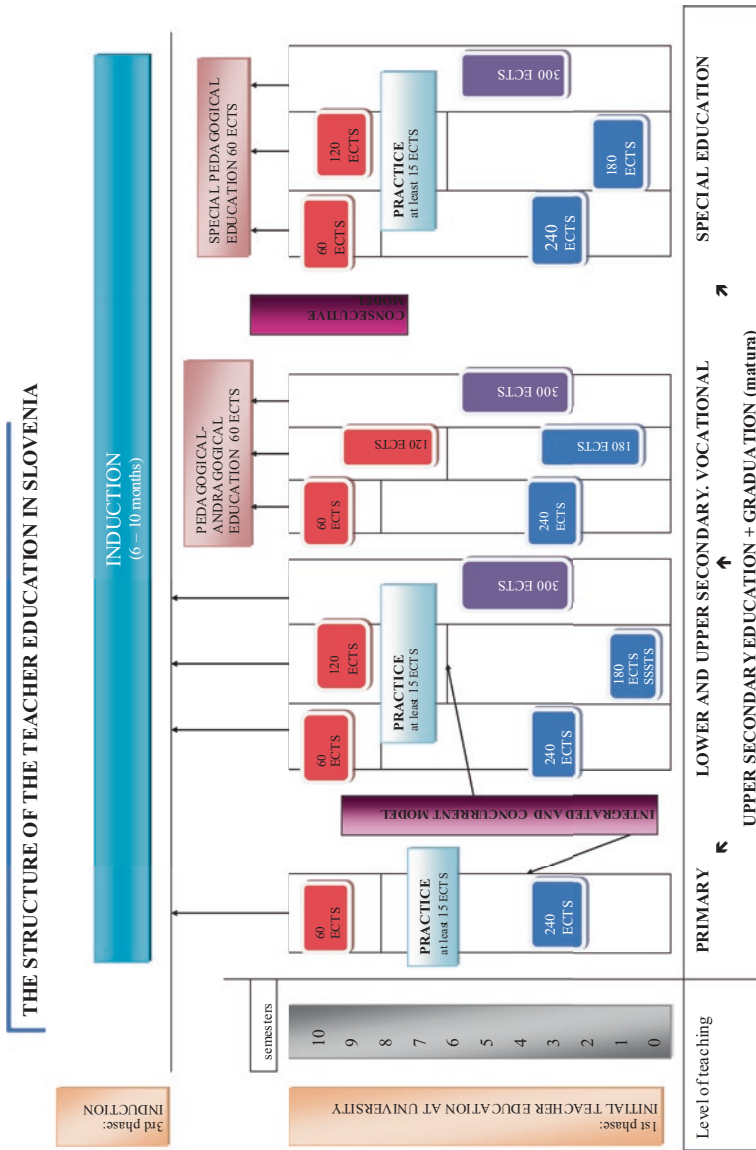 THE STRUCTURE OF THE TEACHER EDUCATION IN SLOVENIA
3rd phase:
INDUCTION
INDUCTION
(6 – 10 months)
PEDAGOGICAL-
ANDRAGOGICAL
EDUCATION 60 ECTS
SPECIAL PEDAGOGICAL
EDUCATION 60 ECTS
1st phase:
INITIAL TEACHER EDUCATION AT UNIVERSITY
semesters
10
9
8
7
6
5
4
3
2
1
0
60
ECTS
PRACTICE
at least 15 ECTS
240
ECTS
INTEGRATED AND CONCURRENT MODEL
60
ECTS
120
ECTS
PRACTICE
at least 15 ECTS
300 ECTS
240
ECTS
180
ECTS
SSSTS
60
ECTS
120 ECTS
300 ECTS
240
ECTS
180 ECTS
CONSECUTIVE
MODEL
60
ECTS
120
ECTS
PRACTICE
at least 15 ECTS
300 ECTS
240
ECTS
180
ECTS
Level of teaching
PRIMARY
LOWER AND UPPER SECONDARY. VOCATIONAL
SPECIAL EDUCATION
UPPER SECONDARY EDUCATION + GRADUATION (matura)